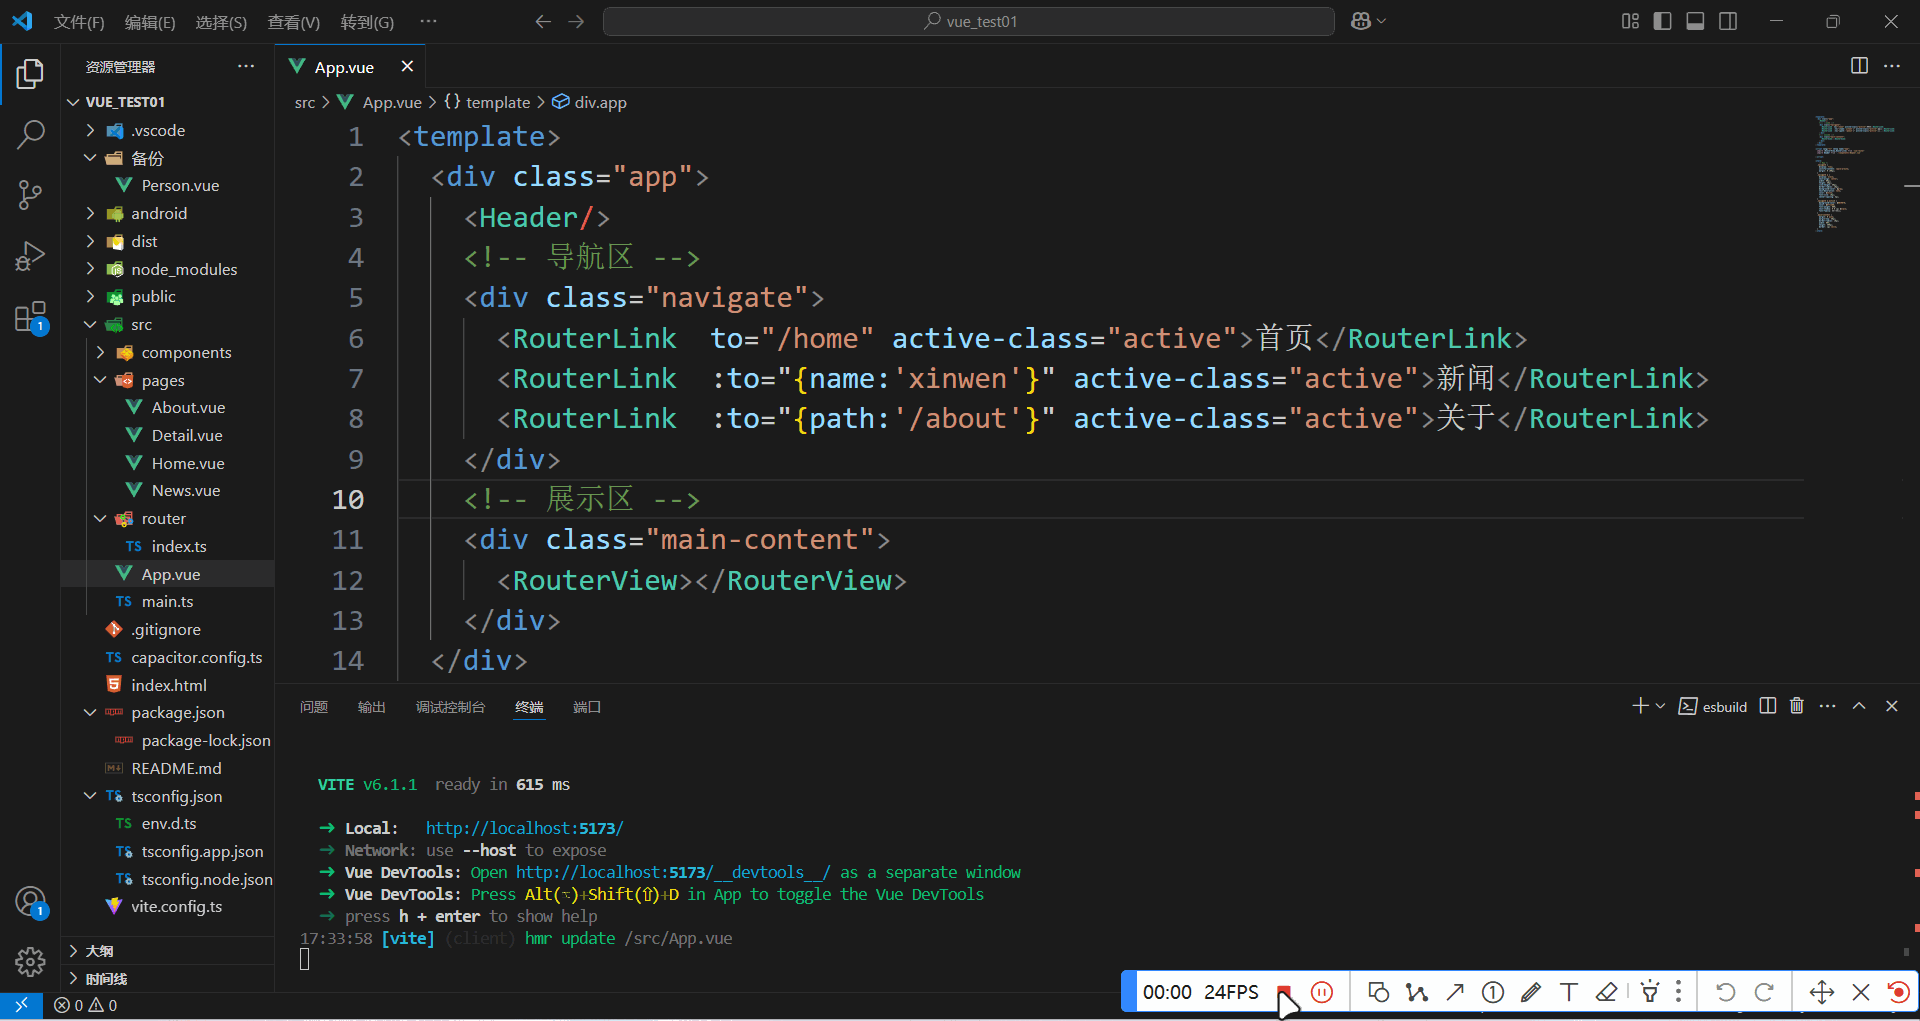 文件(F) 编辑(E) 选择(S) 查看(V) 转到(G) ··· vue_test01
资源管理器 ···
VUE_TEST01
.vscode
备份
Person.vue
android
dist
node_modules
public
src
components
pages
About.vue
Detail.vue
Home.vue
News.vue
router
TS index.ts
App.vue
TS main.ts
.gitignore
TS capacitor.config.ts
index.html
package.json
package-lock.json
README.md
TS tsconfig.json
TS env.d.ts
TS tsconfig.app.json
TS tsconfig.node.json
vite.config.ts
大纲
时间线
App.vue
src > App.vue > {} template > div.app
1 <template>
2 <div class="app">
3 <Header/>
4 <!-- 导航区 -->
5 <div class="navigate">
6 <RouterLink  to="/home" active-class="active">首页</RouterLink>
7 <RouterLink  :to="{name:'xinwen'}" active-class="active">新闻</RouterLink>
8 <RouterLink  :to="{path:'/about'}" active-class="active">关于</RouterLink>
9 </div>
10 <!-- 展示区 -->
11 <div class="main-content">
12 <RouterView></RouterView>
13 </div>
14 </div>
问题 输出 调试控制台 终端 端口 esbuild
VITE v6.1.1  ready in 615 ms
➜ Local:   http://localhost:5173/
➜ Network: use --host to expose
➜ Vue DevTools: Open http://localhost:5173/__devtools__/ as a separate window
➜ Vue DevTools: Press Alt(⌥)+Shift(⇧)+D in App to toggle the Vue DevTools
➜ press h + enter to show help
17:33:58 [vite] (client) hmr update /src/App.vue
00:00 24FPS
1
1
0 0